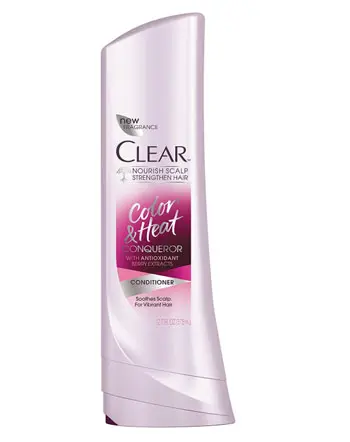 new
FRAGRANCE
CLEAR
NOURISH SCALP
STRENGTHEN HAIR
Color
& Heat
CONQUEROR
WITH ANTIOXIDANT
BERRY EXTRACTS
CONDITIONER
Soothes Scalp
For Vibrant Hair